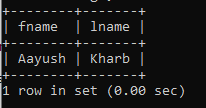 +--------+-------+
| fname  | lname |
+--------+-------+
| Aayush | Kharb |
+--------+-------+
1 row in set (0.00 sec)